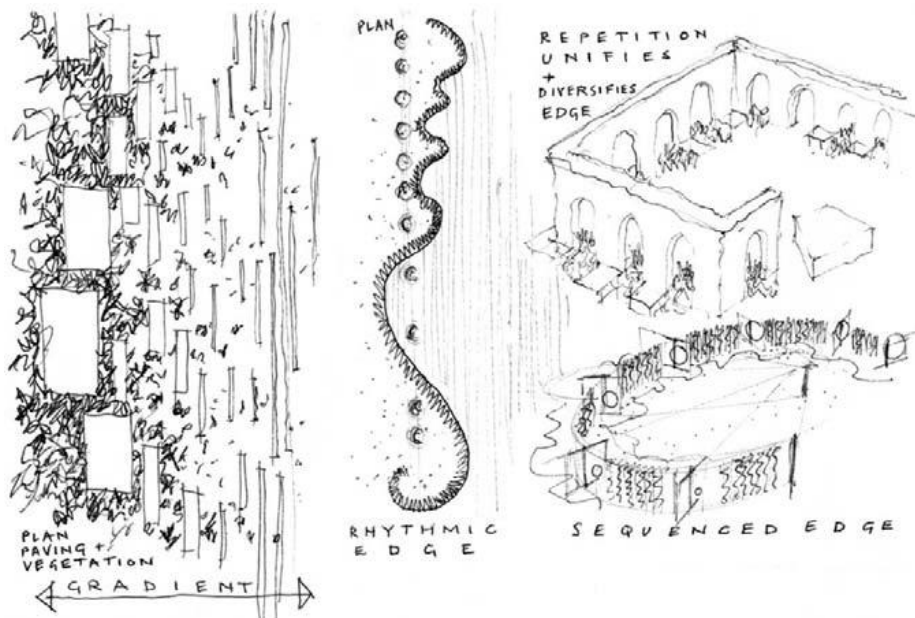 PLAN
PAVING +
VEGETATION
GRADIENT
PLAN
RHYTHMIC
EDGE
REPETITION
UNIFIES
+
DIVERSIFIES
EDGE
SEQUENCED EDGE